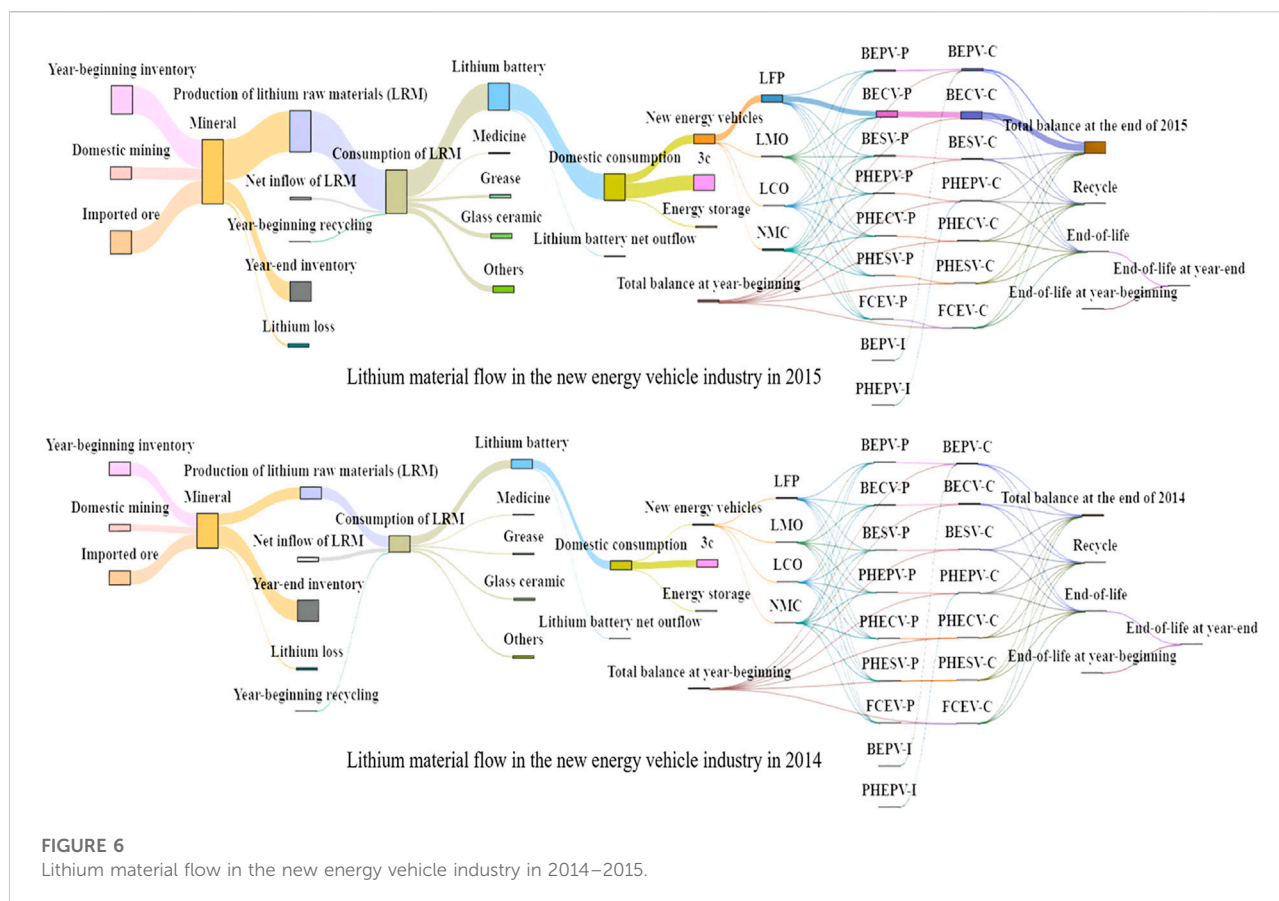 Year-beginning inventory
Domestic mining
Imported ore
Mineral
Production of lithium raw materials (LRM)
Net inflow of LRM
Year-beginning recycling
Year-end inventory
Lithium loss
Consumption of LRM
Lithium battery
Medicine
Grease
Glass ceramic
Others
Domestic consumption
Lithium battery net outflow
New energy vehicles
3c
Energy storage
Total balance at year-beginning
LFP
LMO
LCO
NMC
BEPV-P
BECV-P
BESV-P
PHEPV-P
PHECV-P
PHESV-P
FCEV-P
BEPV-I
PHEPV-I
BEPV-C
BECV-C
BESV-C
PHEPV-C
PHECV-C
PHESV-C
FCEV-C
Total balance at the end of 2015
Recycle
End-of-life
End-of-life at year-end
End-of-life at year-beginning
Lithium material flow in the new energy vehicle industry in 2015
Year-beginning inventory
Domestic mining
Imported ore
Mineral
Production of lithium raw materials (LRM)
Net inflow of LRM
Year-end inventory
Lithium loss
Year-beginning recycling
Consumption of LRM
Lithium battery
Medicine
Grease
Glass ceramic
Others
Domestic consumption
Lithium battery net outflow
New energy vehicles
3c
Energy storage
Total balance at year-beginning
LFP
LMO
LCO
NMC
BEPV-P
BECV-P
BESV-P
PHEPV-P
PHECV-P
PHESV-P
FCEV-P
BEPV-I
PHEPV-I
BEPV-C
BECV-C
BESV-C
PHEPV-C
PHECV-C
PHESV-C
FCEV-C
Total balance at the end of 2014
Recycle
End-of-life
End-of-life at year-end
End-of-life at year-beginning
Lithium material flow in the new energy vehicle industry in 2014
FIGURE 6
Lithium material flow in the new energy vehicle industry in 2014–2015.